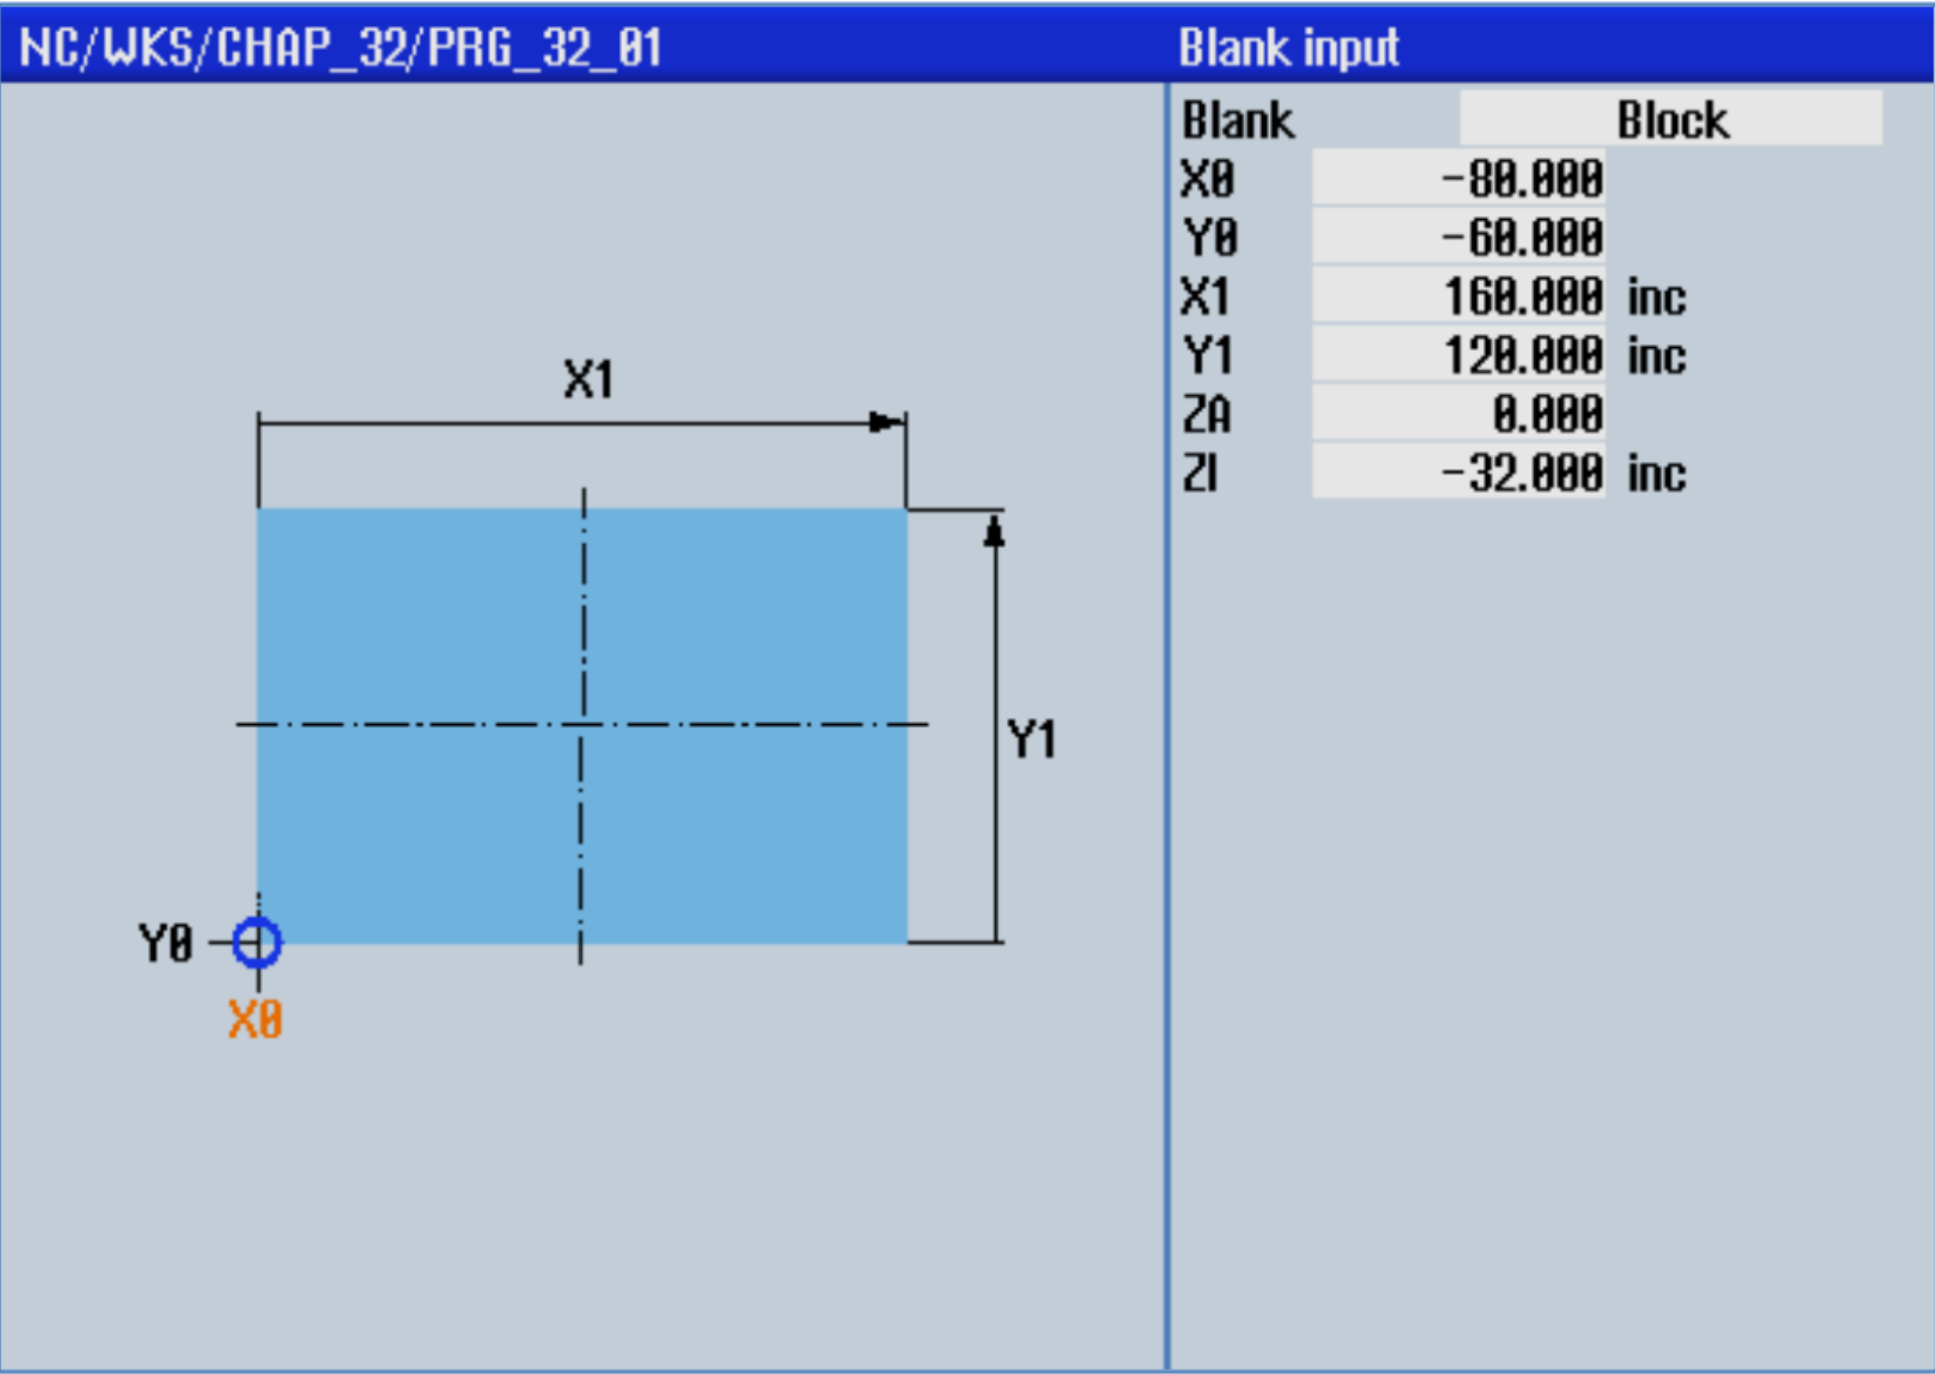 NC/WKS/CHAP_32/PRG_32_01
Blank input
Blank Block
X0 -80.000
Y0 -60.000
X1 160.000 inc
Y1 120.000 inc
ZA 0.000
ZI -32.000 inc
X1
Y1
Y0
X0